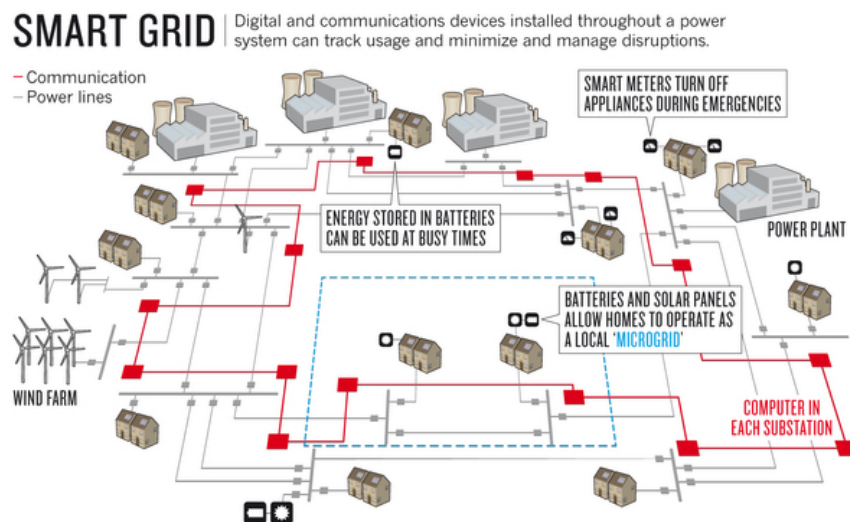 SMART GRID
Digital and communications devices installed throughout a power
system can track usage and minimize and manage disruptions.
Communication
Power lines
SMART METERS TURN OFF
APPLIANCES DURING EMERGENCIES
ENERGY STORED IN BATTERIES
CAN BE USED AT BUSY TIMES
POWER PLANT
BATTERIES AND SOLAR PANELS
ALLOW HOMES TO OPERATE AS
A LOCAL ‘MICROGRID’
WIND FARM
COMPUTER IN
EACH SUBSTATION